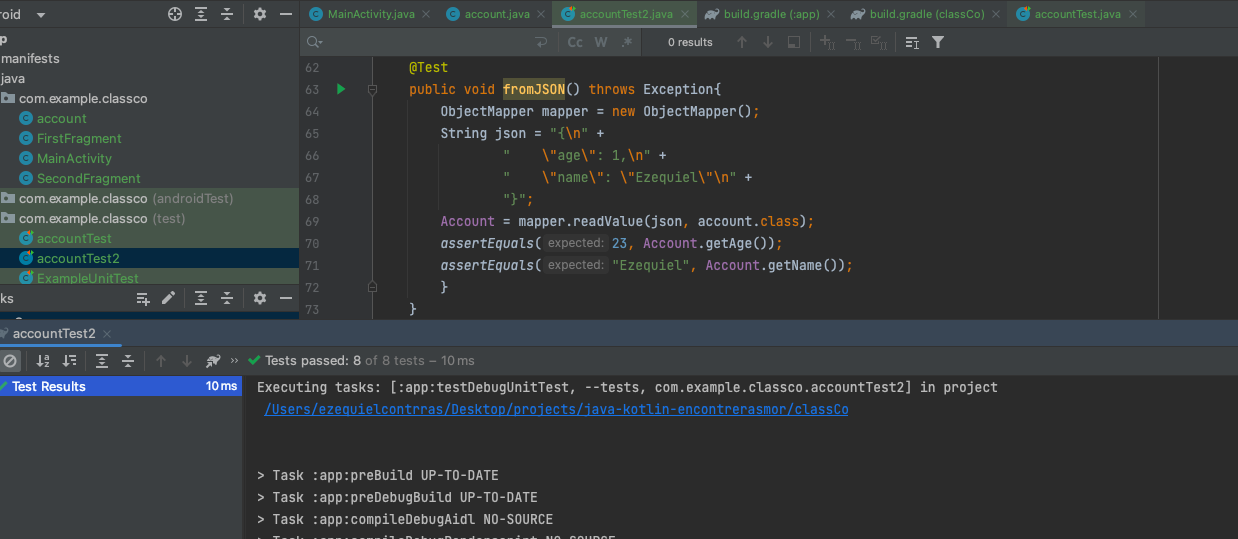 roid
MainActivity.java
account.java
accountTest2.java
build.gradle (:app)
build.gradle (classCo)
accountTest.java
p
manifests
java
com.example.classco
account
FirstFragment
MainActivity
SecondFragment
com.example.classco (androidTest)
com.example.classco (test)
accountTest
accountTest2
ExampleUnitTest
ks
Cc W .* 0 results
62 @Test
63 public void fromJSON() throws Exception{
64 ObjectMapper mapper = new ObjectMapper();
65 String json = "{\n" +
66 " \"age\": 1,\n" +
67 " \"name\": \"Ezequiel\"\n" +
68 "}";
69 Account = mapper.readValue(json, account.class);
70 assertEquals( expected: 23, Account.getAge());
71 assertEquals( expected: "Ezequiel", Account.getName());
72 }
73 }
accountTest2
Tests passed: 8 of 8 tests – 10 ms
Test Results 10 ms
Executing tasks: [:app:testDebugUnitTest, --tests, com.example.classco.accountTest2] in project
/Users/ezequielcontrras/Desktop/projects/java-kotlin-encontrerasmor/classCo
> Task :app:preBuild UP-TO-DATE
> Task :app:preDebugBuild UP-TO-DATE
> Task :app:compileDebugAidl NO-SOURCE
> Task :app:compileDebugRenderscript NO-SOURCE